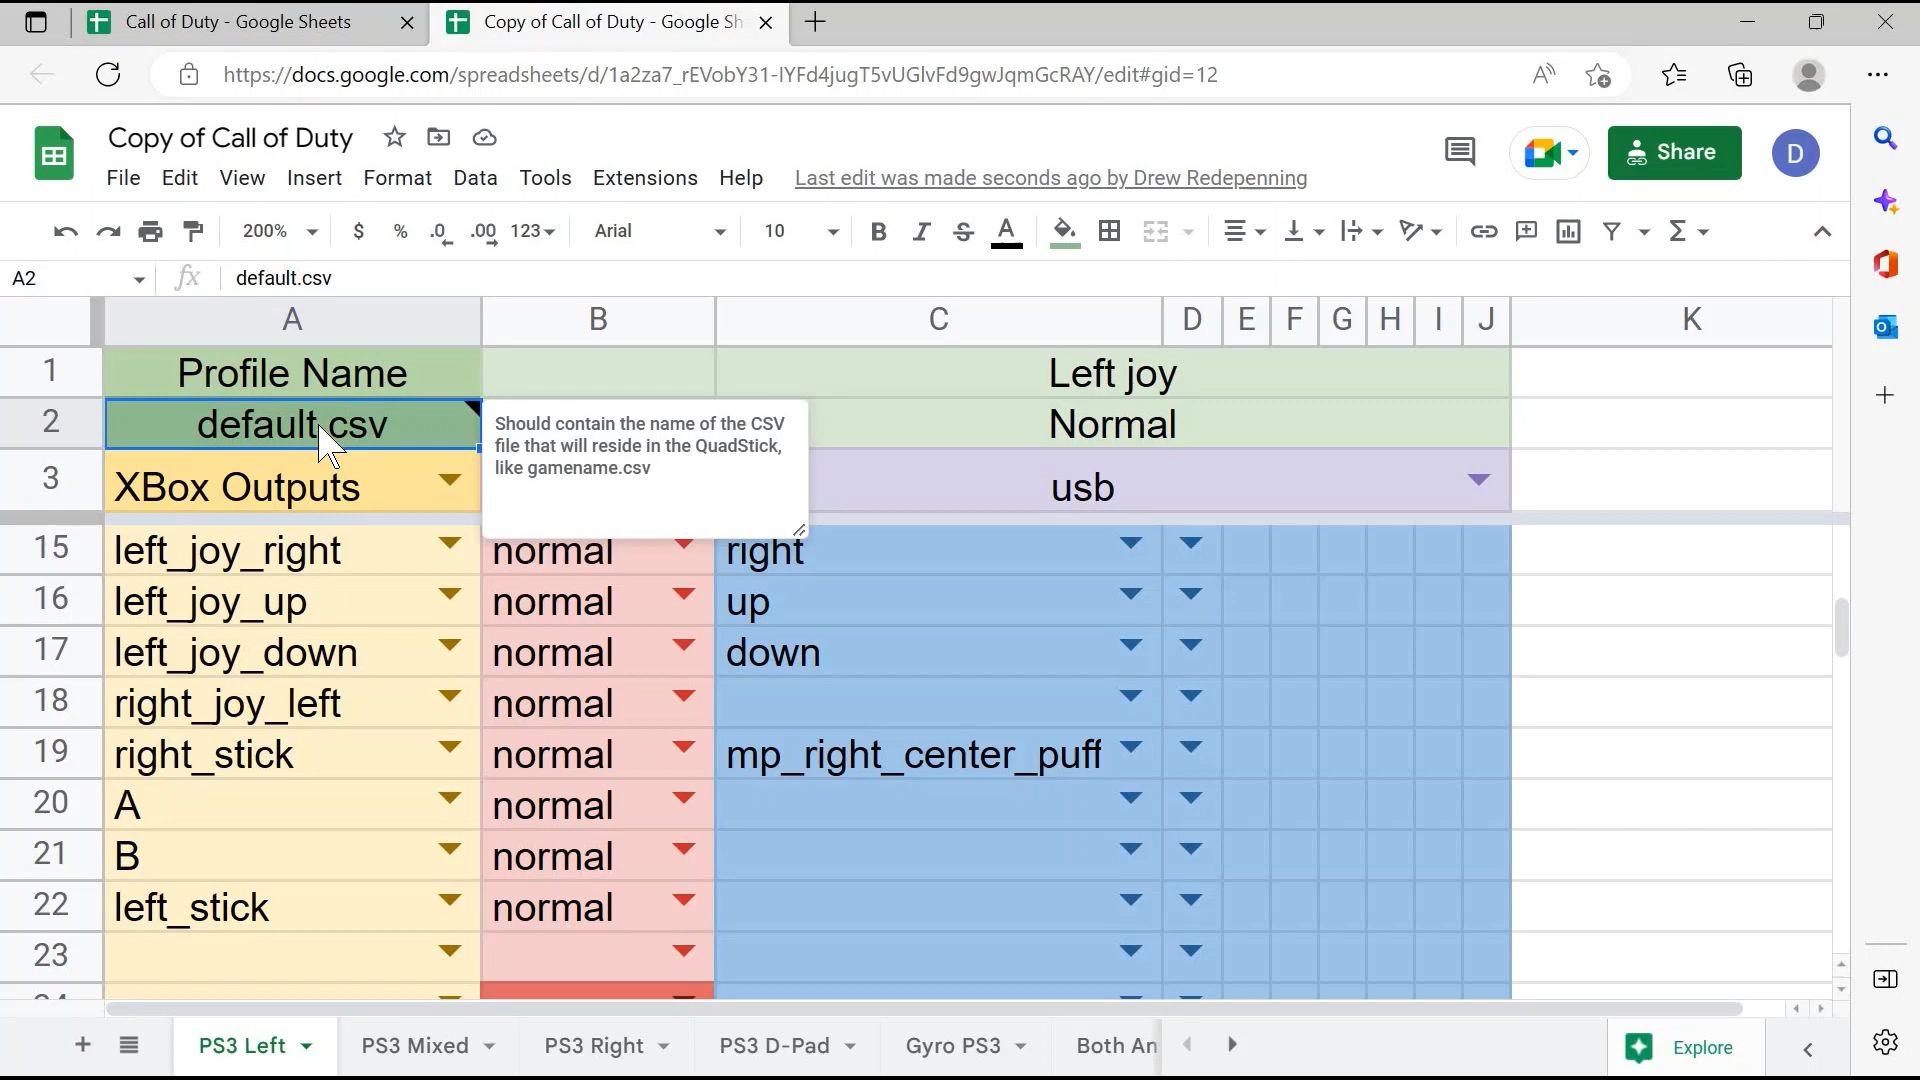 Call of Duty - Google Sheets
Copy of Call of Duty - Google Sh
https://docs.google.com/spreadsheets/d/1a2za7_rEVobY31-IYFd4jugT5vUGlvFd9gwJqmGcRAY/edit#gid=12
Copy of Call of Duty
Share
D
File Edit View Insert Format Data Tools Extensions Help Last edit was made seconds ago by Drew Redepenning
200% $ % .0 .00 123 Arial 10 B I S A
A2 fx default.csv
A B C D E F G H I J K
1 Profile Name Left joy
2 default.csv Normal
Should contain the name of the CSV
file that will reside in the QuadStick,
like gamename.csv
3 XBox Outputs usb
15 left_joy_right normal right
16 left_joy_up normal up
17 left_joy_down normal down
18 right_joy_left normal
19 right_stick normal mp_right_center_puff
20 A normal
21 B normal
22 left_stick normal
23
24
PS3 Left PS3 Mixed PS3 Right PS3 D-Pad Gyro PS3 Both An
Explore